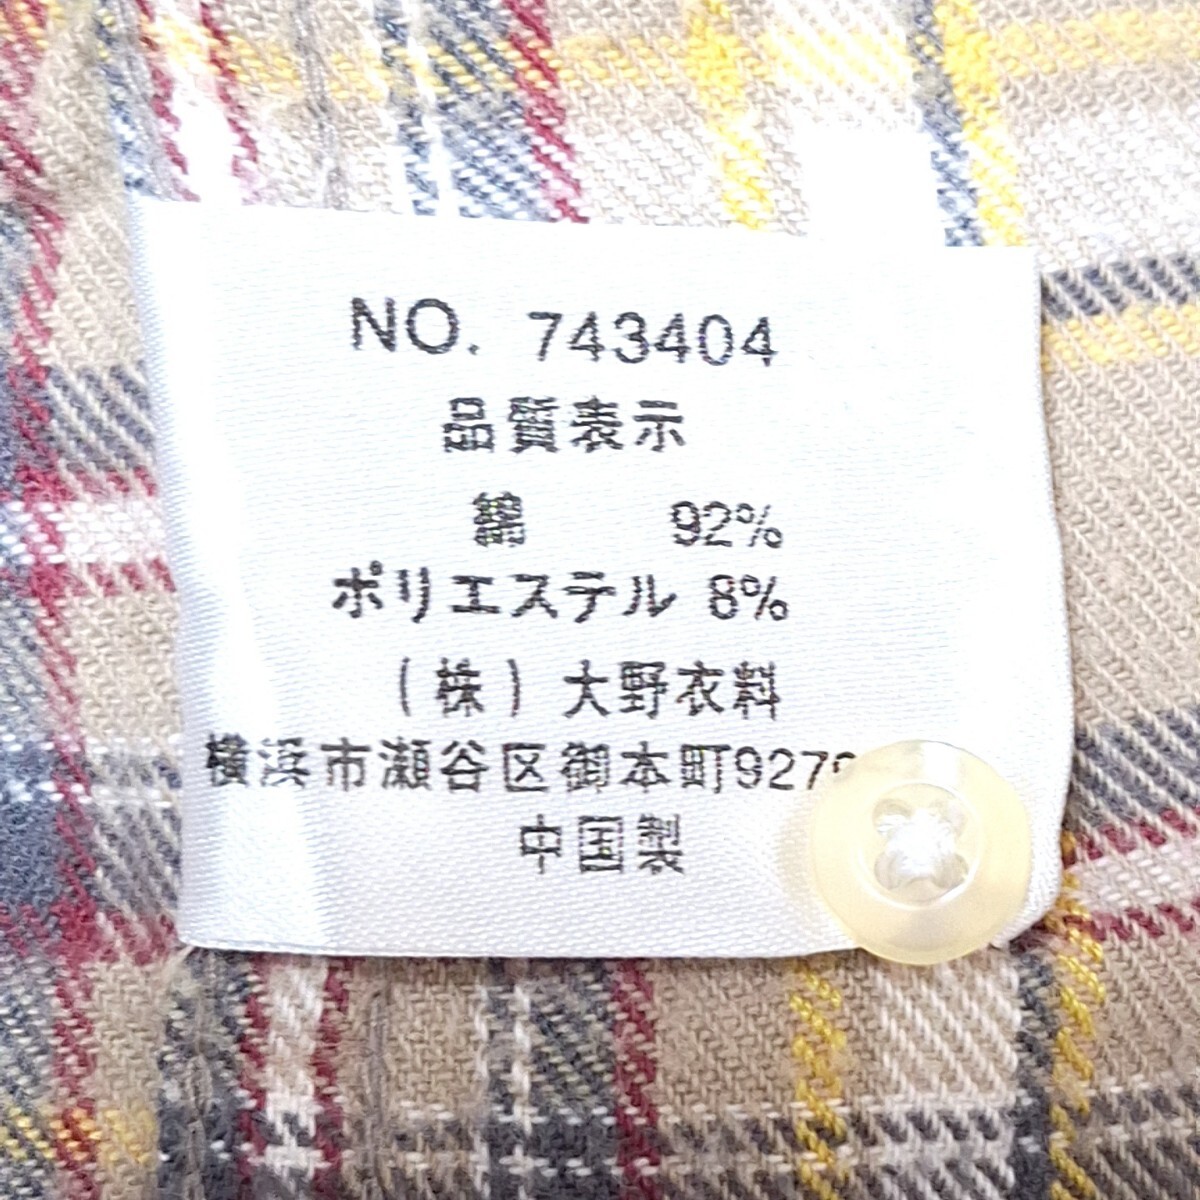 NO. 743404
品質表示
綿 92%
ポリエステル 8%
(株)大野衣料
横浜市瀬谷区御本町927
中国製